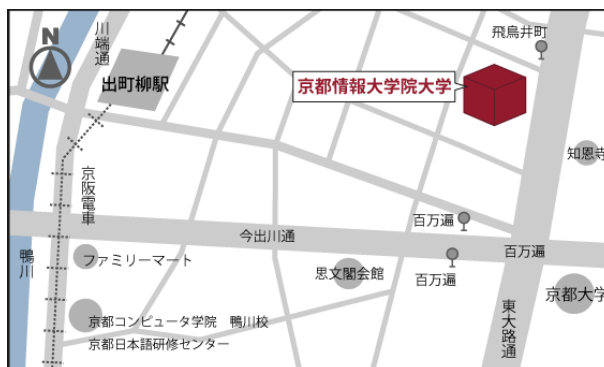 N
川端通
出町柳駅
飛鳥井町
京都情報大学院大学
知恩寺
京阪電車
百万遍
今出川通
百万遍
鴨川
ファミリーマート
思文閣会館
百万遍
京都大学
京都コンピュータ学院 鴨川校
京都日本語研修センター
東大路通